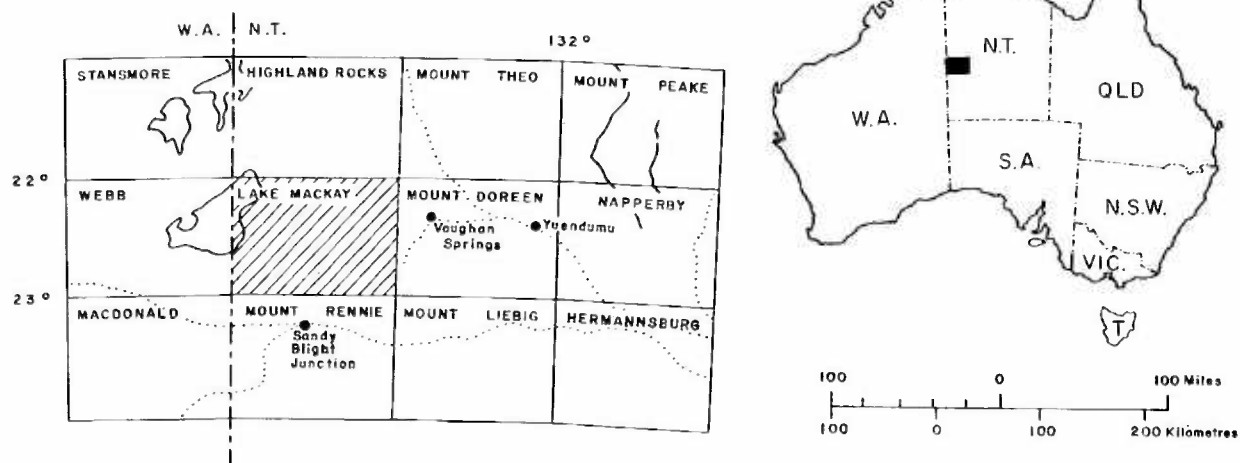 W.A. N.T.
132°
STANSMORE
HIGHLAND ROCKS
MOUNT THEO
MOUNT PEAKE
22°
WEBB
LAKE MACKAY
MOUNT DOREEN
NAPPERBY
Vaughan
Springs
Yuendumu
23°
MACDONALD
MOUNT RENNIE
MOUNT LIEBIG
HERMANNSBURG
Sandy
Blight
Junction
N.T.
QLD
W.A.
S.A.
N.S.W.
VIC.
T
100 0 100 Miles
100 0 100 200 Kilometres